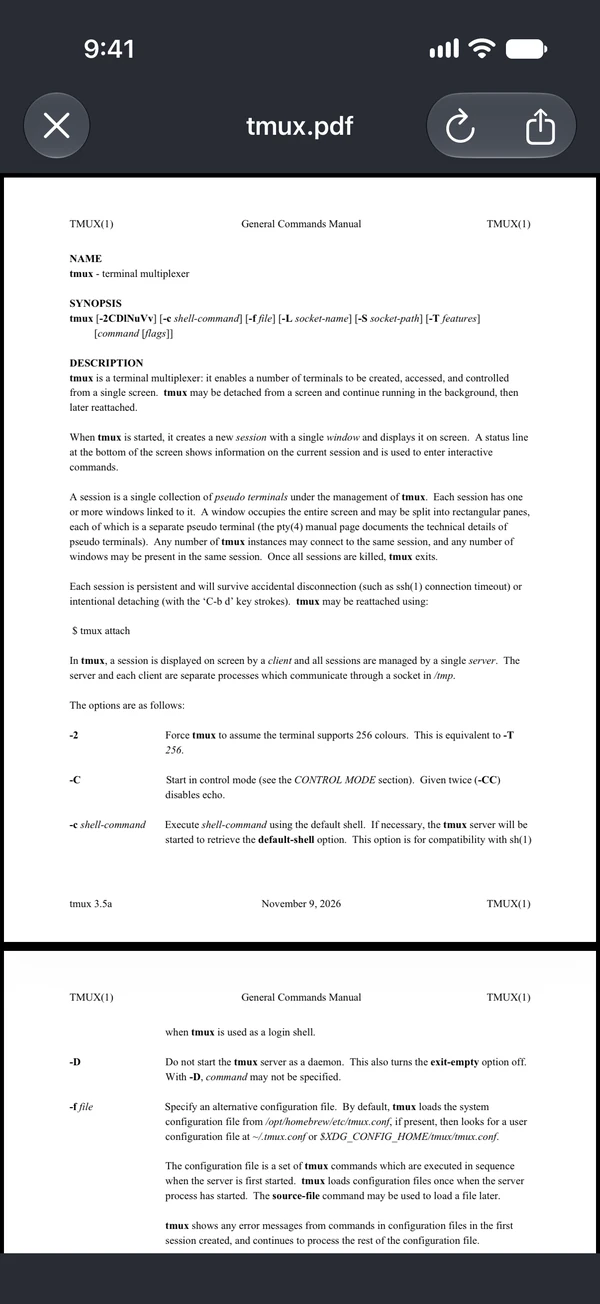 9:41
tmux.pdf
TMUX(1) General Commands Manual TMUX(1)
NAME
tmux - terminal multiplexer
SYNOPSIS
tmux [-2CDlNuVv] [-c shell-command] [-f file] [-L socket-name] [-S socket-path] [-T features]
[command [flags]]
DESCRIPTION
tmux is a terminal multiplexer: it enables a number of terminals to be created, accessed, and controlled
from a single screen. tmux may be detached from a screen and continue running in the background, then
later reattached.
When tmux is started, it creates a new session with a single window and displays it on screen. A status line
at the bottom of the screen shows information on the current session and is used to enter interactive
commands.
A session is a single collection of pseudo terminals under the management of tmux. Each session has one
or more windows linked to it. A window occupies the entire screen and may be split into rectangular panes,
each of which is a separate pseudo terminal (the pty(4) manual page documents the technical details of
pseudo terminals). Any number of tmux instances may connect to the same session, and any number of
windows may be present in the same session. Once all sessions are killed, tmux exits.
Each session is persistent and will survive accidental disconnection (such as ssh(1) connection timeout) or
intentional detaching (with the ‘C-b d’ key strokes). tmux may be reattached using:
$ tmux attach
In tmux, a session is displayed on screen by a client and all sessions are managed by a single server. The
server and each client are separate processes which communicate through a socket in /tmp.
The options are as follows:
-2 Force tmux to assume the terminal supports 256 colours. This is equivalent to -T
256.
-C Start in control mode (see the CONTROL MODE section). Given twice (-CC)
disables echo.
-c shell-command Execute shell-command using the default shell. If necessary, the tmux server will be
started to retrieve the default-shell option. This option is for compatibility with sh(1)
tmux 3.5a November 9, 2026 TMUX(1)
TMUX(1) General Commands Manual TMUX(1)
when tmux is used as a login shell.
-D Do not start the tmux server as a daemon. This also turns the exit-empty option off.
With -D, command may not be specified.
-f file Specify an alternative configuration file. By default, tmux loads the system
configuration file from /opt/homebrew/etc/tmux.conf, if present, then looks for a user
configuration file at ~/.tmux.conf or $XDG_CONFIG_HOME/tmux/tmux.conf.
The configuration file is a set of tmux commands which are executed in sequence
when the server is first started. tmux loads configuration files once when the server
process has started. The source-file command may be used to load a file later.
tmux shows any error messages from commands in configuration files in the first
session created, and continues to process the rest of the configuration file.